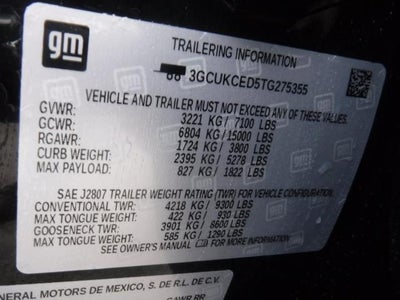 gm
TRAILERING INFORMATION
3GCUKCED5TG275355
VEHICLE AND TRAILER MUST NOT EXCEED ANY OF THESE VALUES.
GVWR: 3221 KG / 7100 LBS
GCWR: 6804 KG / 15000 LBS
RGAWR: 1724 KG / 3800 LBS
CURB WEIGHT: 2395 KG / 5278 LBS
MAX PAYLOAD: 827 KG / 1822 LBS
SAE J2807 TRAILER WEIGHT RATING (TWR) FOR VEHICLE CONFIGURATION.
CONVENTIONAL TWR: 4218 KG / 9300 LBS
MAX TONGUE WEIGHT: 422 KG / 930 LBS
GOOSENECK TWR: 3901 KG / 8600 LBS
MAX TONGUE WEIGHT: 585 KG / 1290 LBS
SEE OWNER'S MANUAL FOR MORE INFORMATION.
GENERAL MOTORS DE MEXICO, S. DE R.L. DE C.V.
GAWR RR